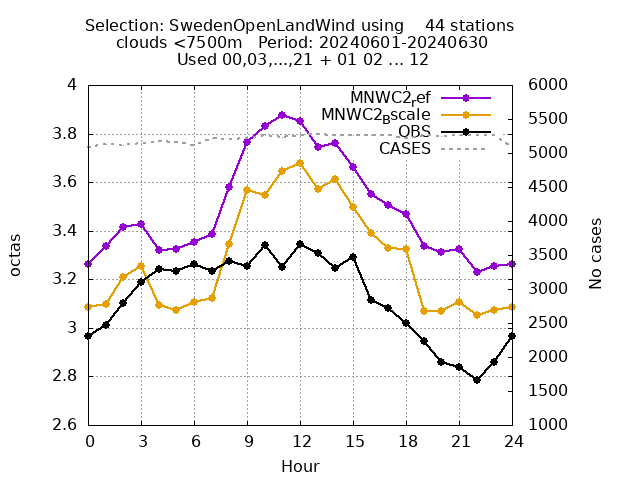 Selection: SwedenOpenLandWind using    44 stations
clouds <7500m   Period: 20240601-20240630
Used 00,03,...,21 + 01 02 ... 12
MNWC2_ref
MNWC2_Bscale
OBS
CASES
octas
4
3.8
3.6
3.4
3.2
3
2.8
2.6
6000
5500
5000
4500
4000
3500
3000
2500
2000
1500
1000
No cases
0 3 6 9 12 15 18 21 24
Hour